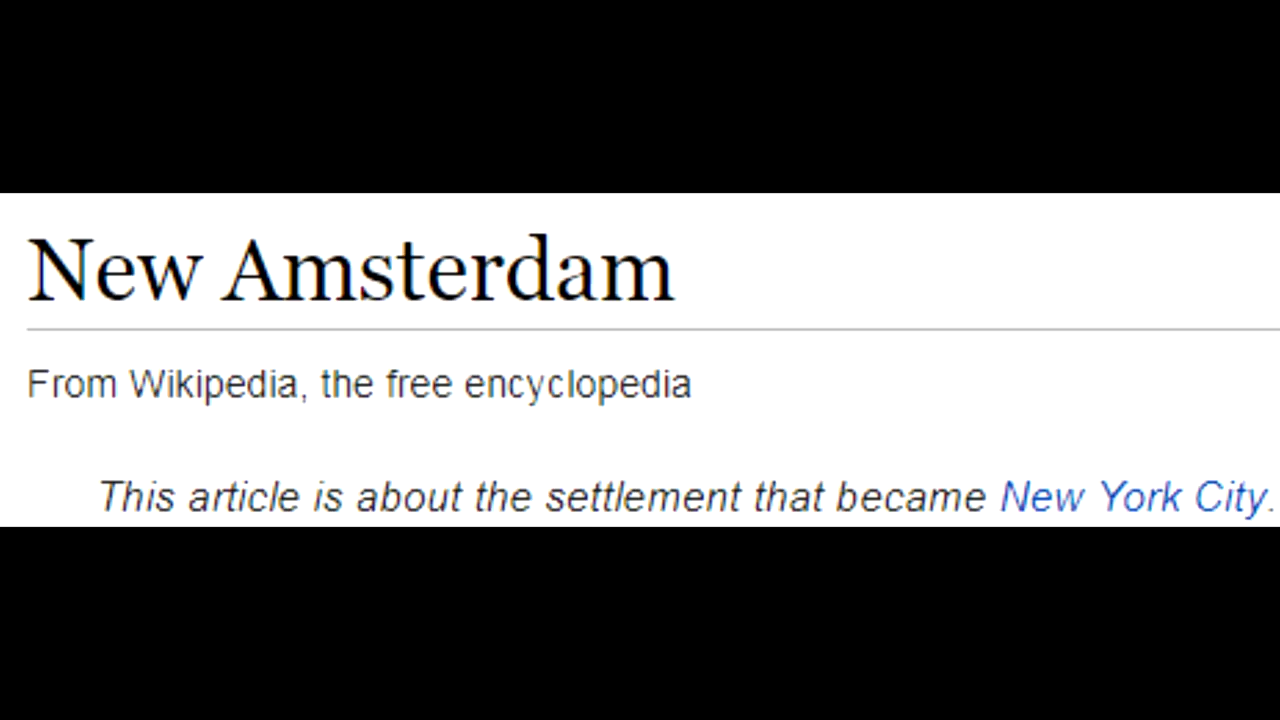 New Amsterdam
From Wikipedia, the free encyclopedia
This article is about the settlement that became New York City.